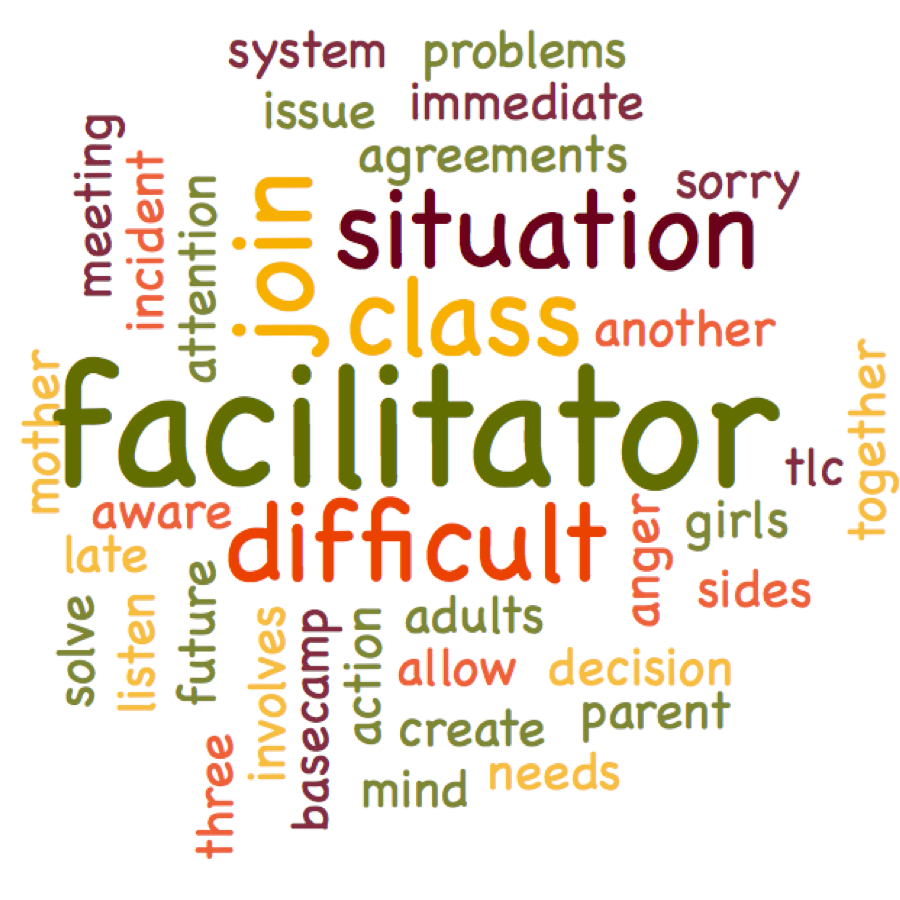 system
problems
issue
immediate
agreements
meeting
incident
attention
join
sorry
situation
class
another
mother
facilitator
tlc
together
aware
difficult
anger
girls
late
sides
solve
listen
future
involves
basecamp
action
adults
allow
decision
create
parent
three
mind
needs